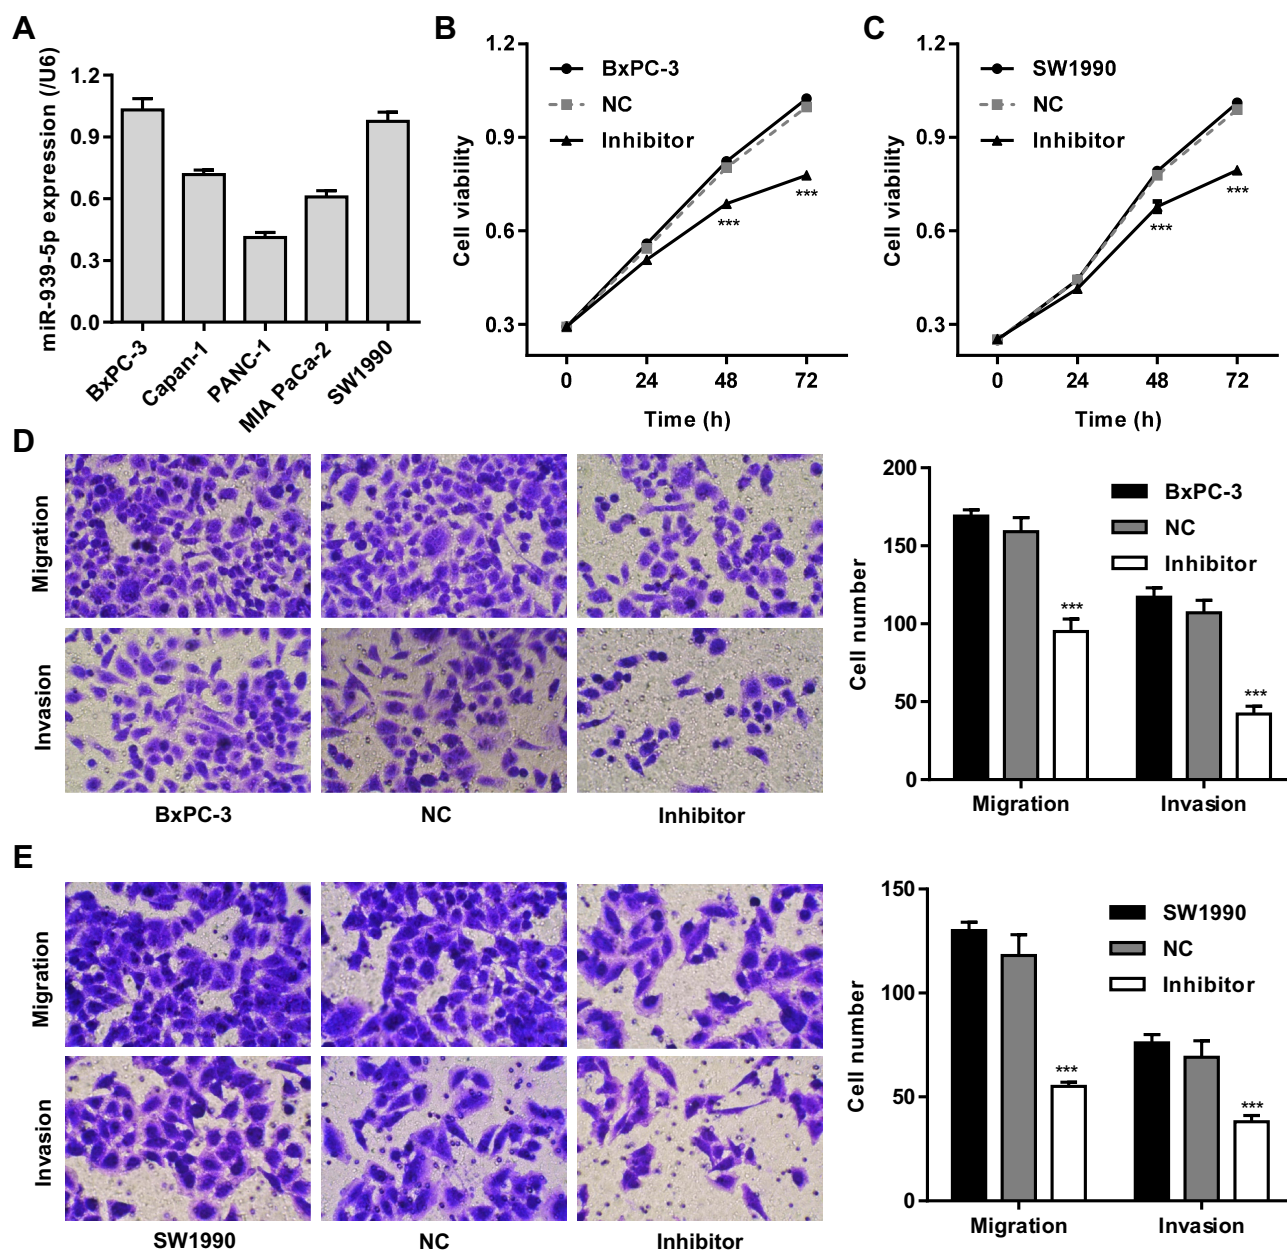 A
miR-939-5p expression (/U6)
1.2
0.9
0.6
0.3
0.0
BxPC-3
Capan-1
PANC-1
MIA PaCa-2
SW1990
B
Cell viability
1.2
0.9
0.6
0.3
BxPC-3
NC
Inhibitor
***
***
0 24 48 72
Time (h)
C
Cell viability
1.2
0.9
0.6
0.3
SW1990
NC
Inhibitor
***
***
0 24 48 72
Time (h)
D
Migration
Invasion
BxPC-3 NC Inhibitor
Cell number
200
150
100
50
0
BxPC-3
NC
Inhibitor
***
***
Migration Invasion
E
Migration
Invasion
SW1990 NC Inhibitor
Cell number
150
100
50
0
SW1990
NC
Inhibitor
***
***
Migration Invasion